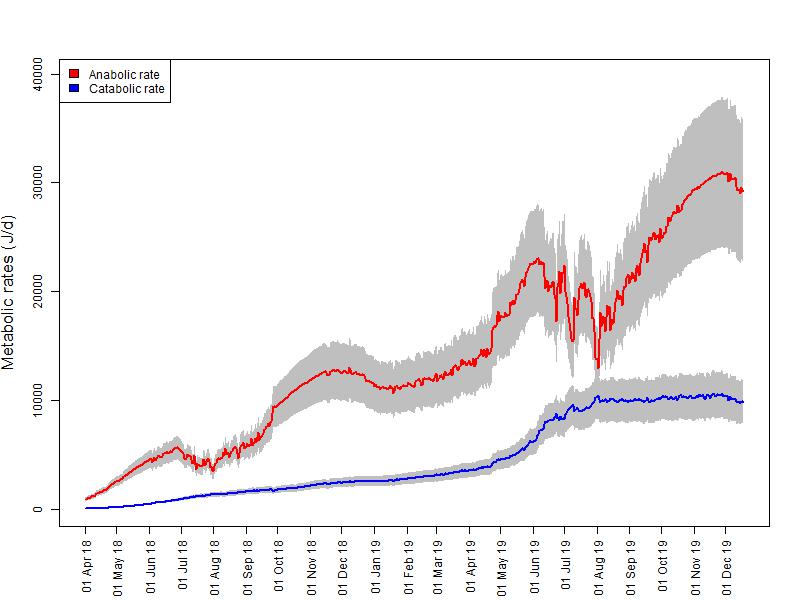 Anabolic rate
Catabolic rate
Metabolic rates (J/d)
40000
30000
20000
10000
0
01 Apr 18
01 May 18
01 Jun 18
01 Jul 18
01 Aug 18
01 Sep 18
01 Oct 18
01 Nov 18
01 Dec 18
01 Jan 19
01 Feb 19
01 Mar 19
01 Apr 19
01 May 19
01 Jun 19
01 Jul 19
01 Aug 19
01 Sep 19
01 Oct 19
01 Nov 19
01 Dec 19